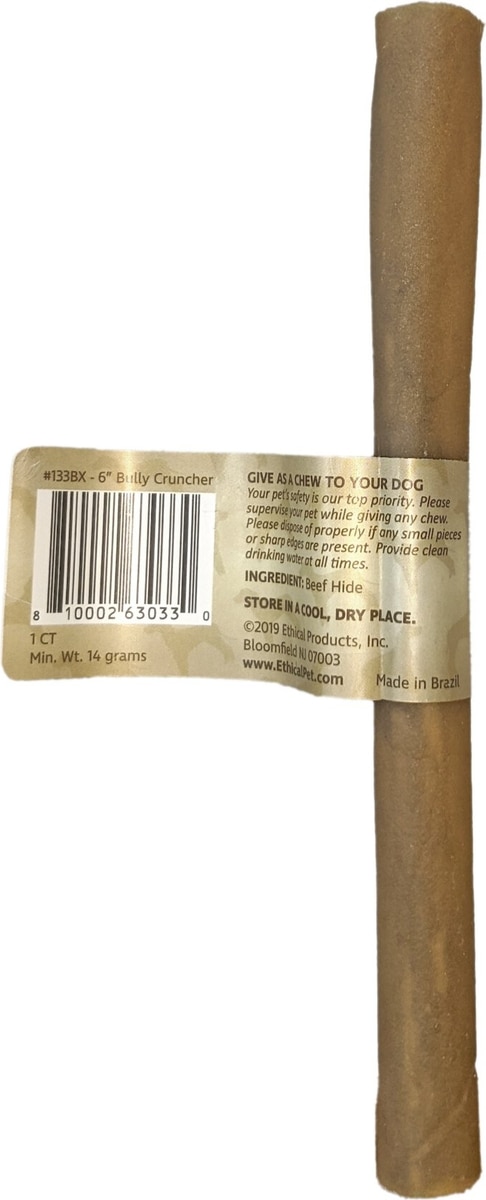 #133BX - 6" Bully Cruncher
8 10002 63033 0
1 CT
Min. Wt. 14 grams
GIVE AS A CHEW TO YOUR DOG
Your pet's safety is our top priority. Please
supervise your pet while giving any chew.
Please dispose of properly if any small pieces
or sharp edges are present. Provide clean
drinking water at all times.
INGREDIENT: Beef Hide
STORE IN A COOL, DRY PLACE.
©2019 Ethical Products, Inc.
Bloomfield NJ 07003
www.EthicalPet.com
Made in Brazil